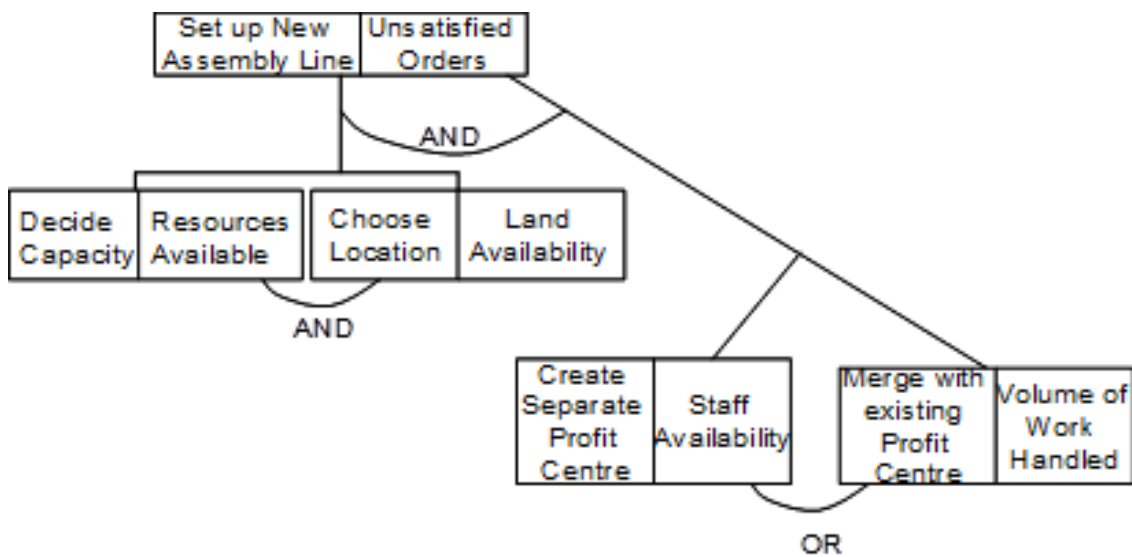 Set up New
Assembly Line
Unsatisfied
Orders
AND
Decide
Capacity
Resources
Available
Choose
Location
Land
Availability
AND
Create
Separate
Profit
Centre
Staff
Availability
Merge with
existing
Profit
Centre
Volume of
Work
Handled
OR